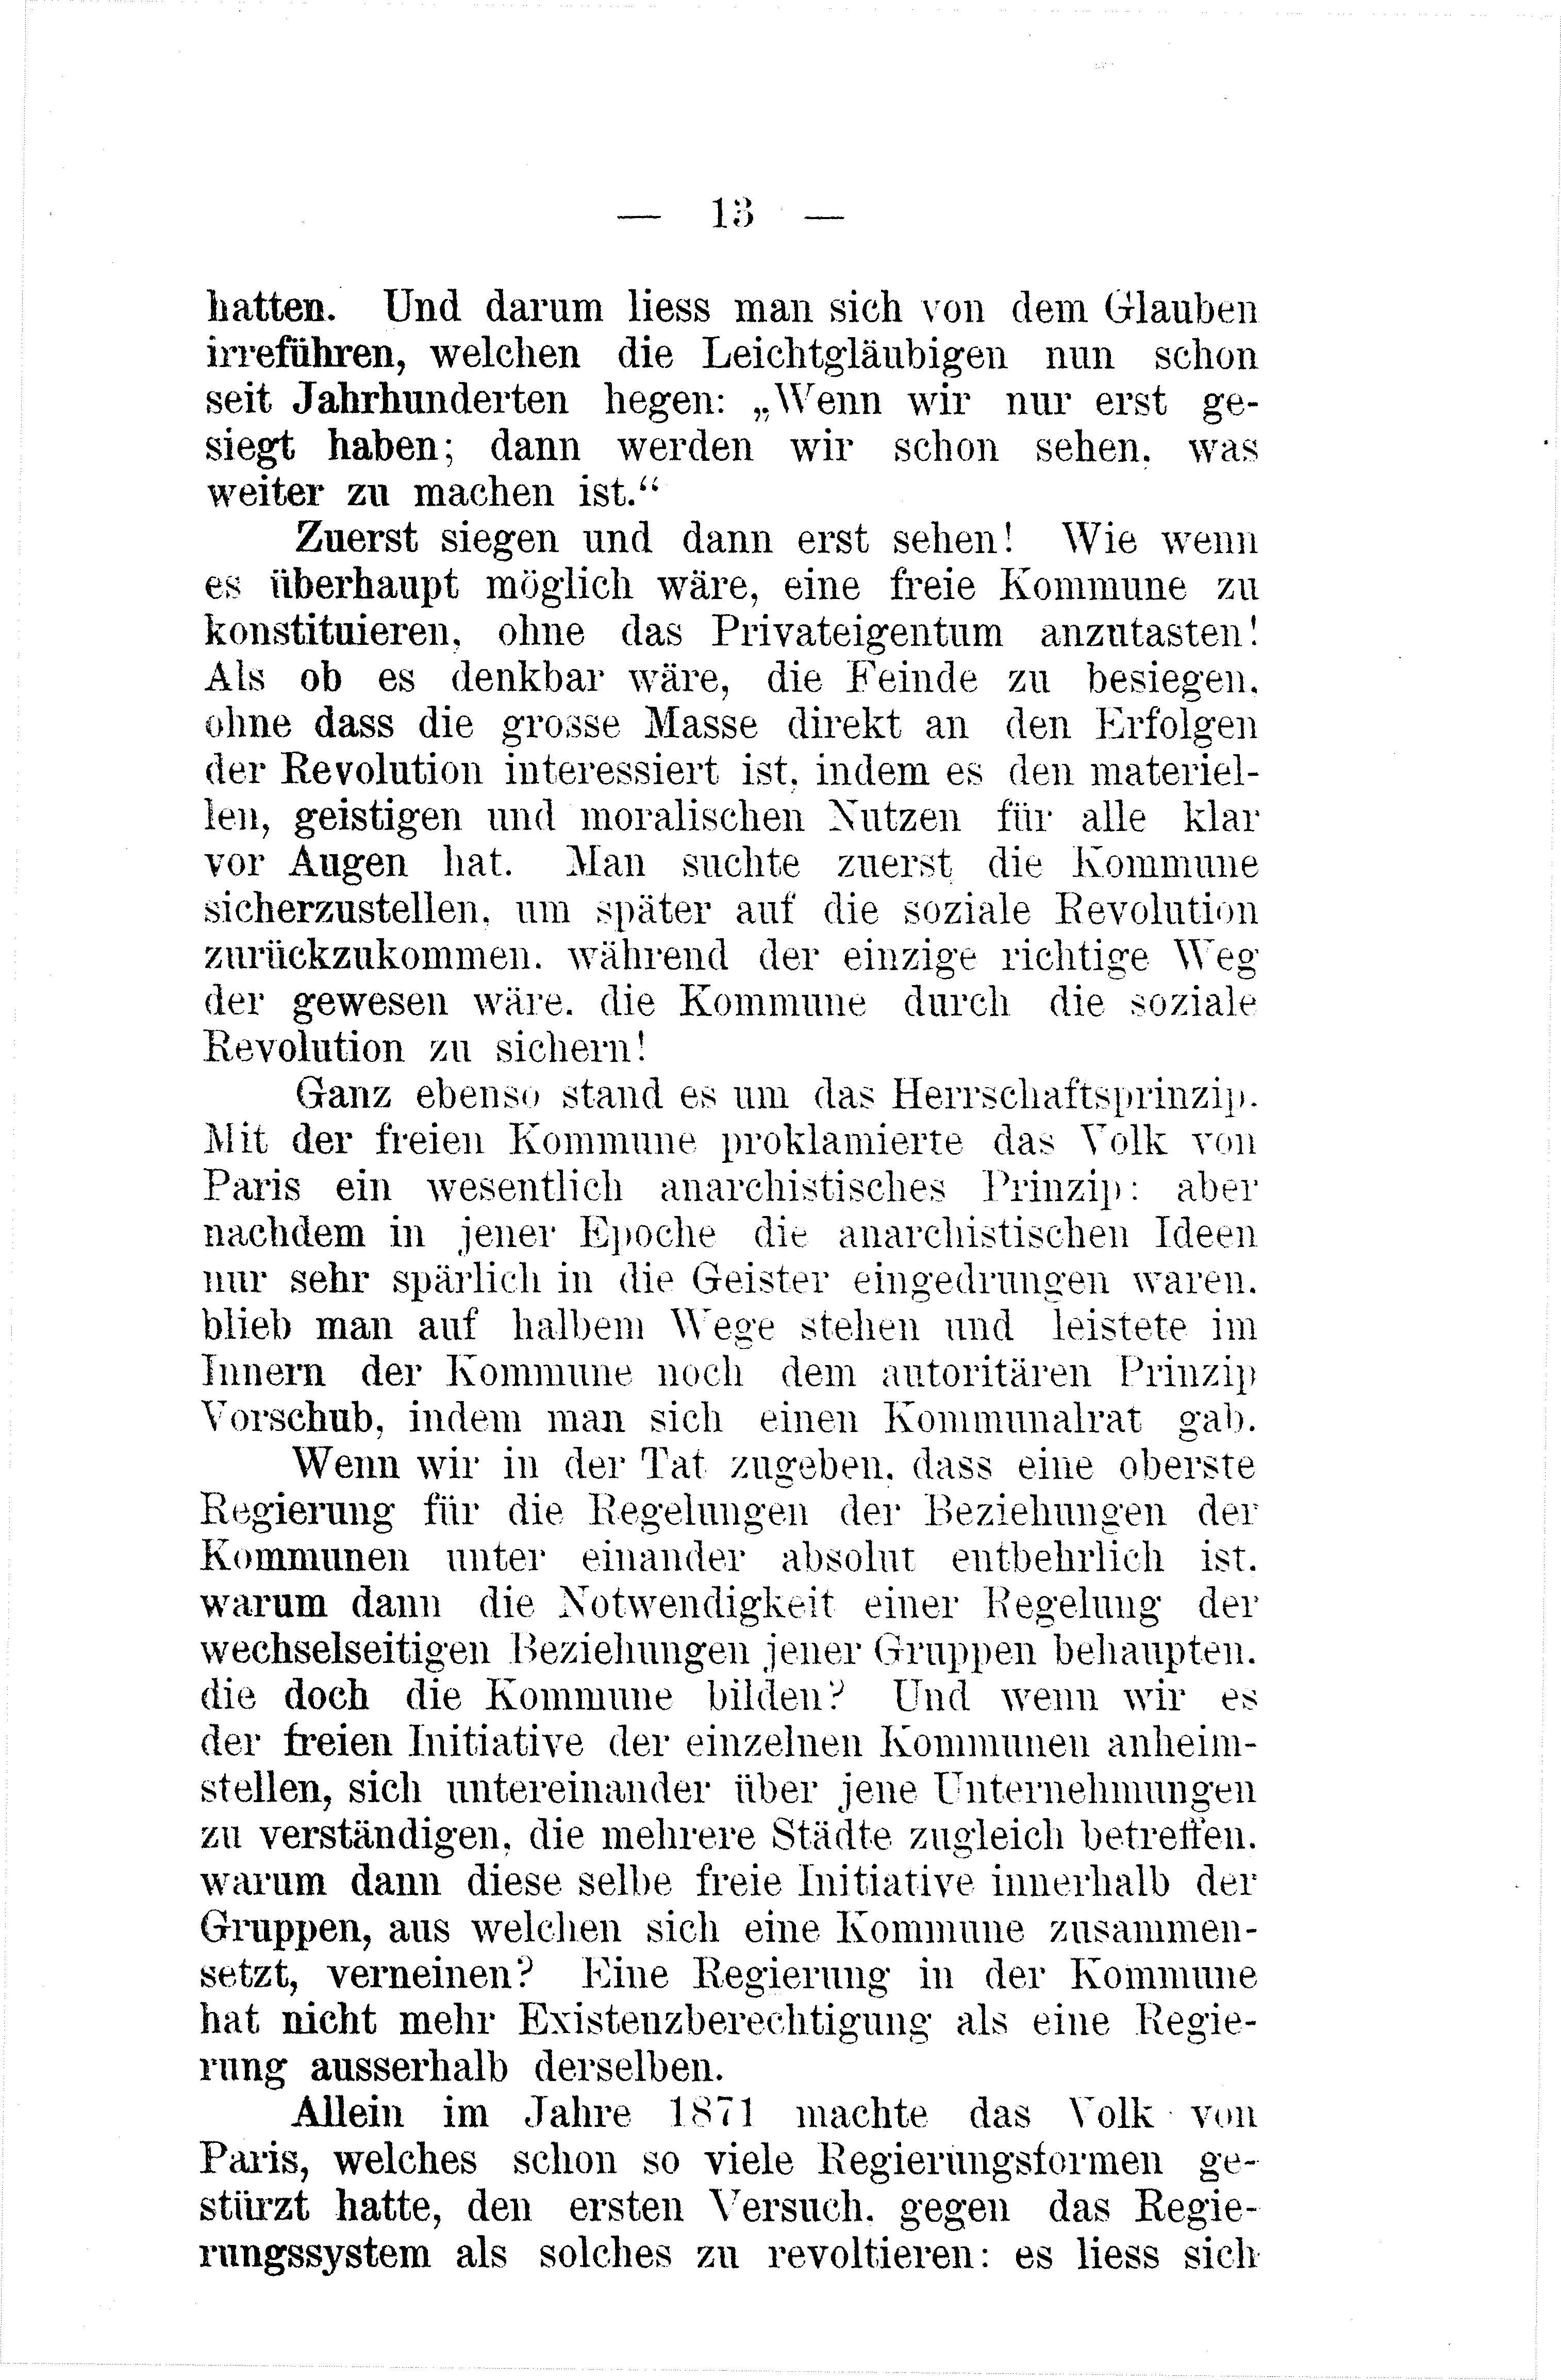 — 13 —
hatten. Und darum liess man sich von dem Glauben
irreführen, welchen die Leichtgläubigen nun schon
seit Jahrhunderten hegen: „Wenn wir nur erst ge-
siegt haben; dann werden wir schon sehen, was
weiter zu machen ist.“
Zuerst siegen und dann erst sehen! Wie wenn
es überhaupt möglich wäre, eine freie Kommune zu
konstituieren, ohne das Privateigentum anzutasten!
Als ob es denkbar wäre, die Feinde zu besiegen,
ohne dass die grosse Masse direkt an den Erfolgen
der Revolution interessiert ist, indem es den materiel-
len, geistigen und moralischen Nutzen für alle klar
vor Augen hat. Man suchte zuerst die Kommune
sicherzustellen, um später auf die soziale Revolution
zurückzukommen, während der einzige richtige Weg
der gewesen wäre, die Kommune durch die soziale
Revolution zu sichern!
Ganz ebenso stand es um das Herrschaftsprinzip.
Mit der freien Kommune proklamierte das Volk von
Paris ein wesentlich anarchistisches Prinzip: aber
nachdem in jener Epoche die anarchistischen Ideen
nur sehr spärlich in die Geister eingedrungen waren,
blieb man auf halbem Wege stehen und leistete im
Innern der Kommune noch dem autoritären Prinzip
Vorschub, indem man sich einen Kommunalrat gab.
Wenn wir in der Tat zugeben, dass eine oberste
Regierung für die Regelungen der Beziehungen der
Kommunen unter einander absolut entbehrlich ist,
warum dann die Notwendigkeit einer Regelung der
wechselseitigen Beziehungen jener Gruppen behaupten,
die doch die Kommune bilden? Und wenn wir es
der freien Initiative der einzelnen Kommunen anheim-
stellen, sich untereinander über jene Unternehmungen
zu verständigen, die mehrere Städte zugleich betreffen,
warum dann diese selbe freie Initiative innerhalb der
Gruppen, aus welchen sich eine Kommune zusammen-
setzt, verneinen? Eine Regierung in der Kommune
hat nicht mehr Existenzberechtigung als eine Regie-
rung ausserhalb derselben.
Allein im Jahre 1871 machte das Volk von
Paris, welches schon so viele Regierungsformen ge-
stürzt hatte, den ersten Versuch, gegen das Regie-
rungssystem als solches zu revoltieren: es liess sich